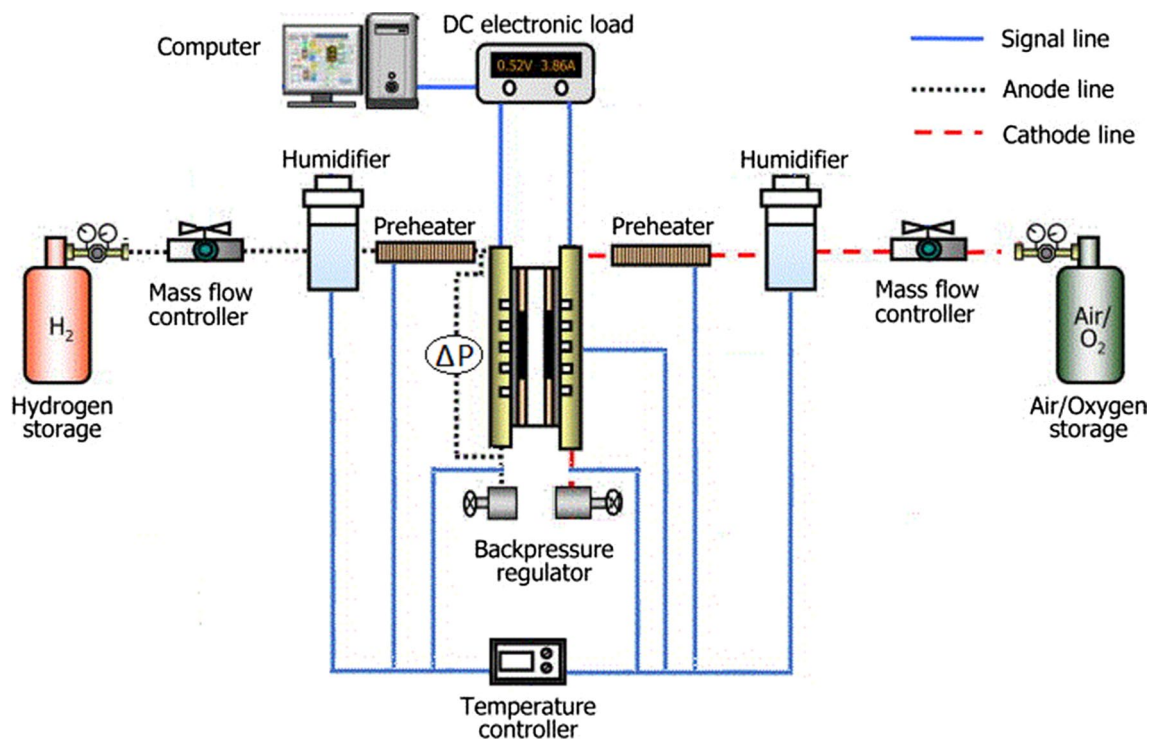 Computer
DC electronic load
0.52V 3.86A
Signal line
Anode line
Cathode line
Humidifier
Humidifier
Preheater
Preheater
Mass flow
controller
Mass flow
controller
H2
ΔP
Air/
O2
Hydrogen
storage
Air/Oxygen
storage
Backpressure
regulator
Temperature
controller